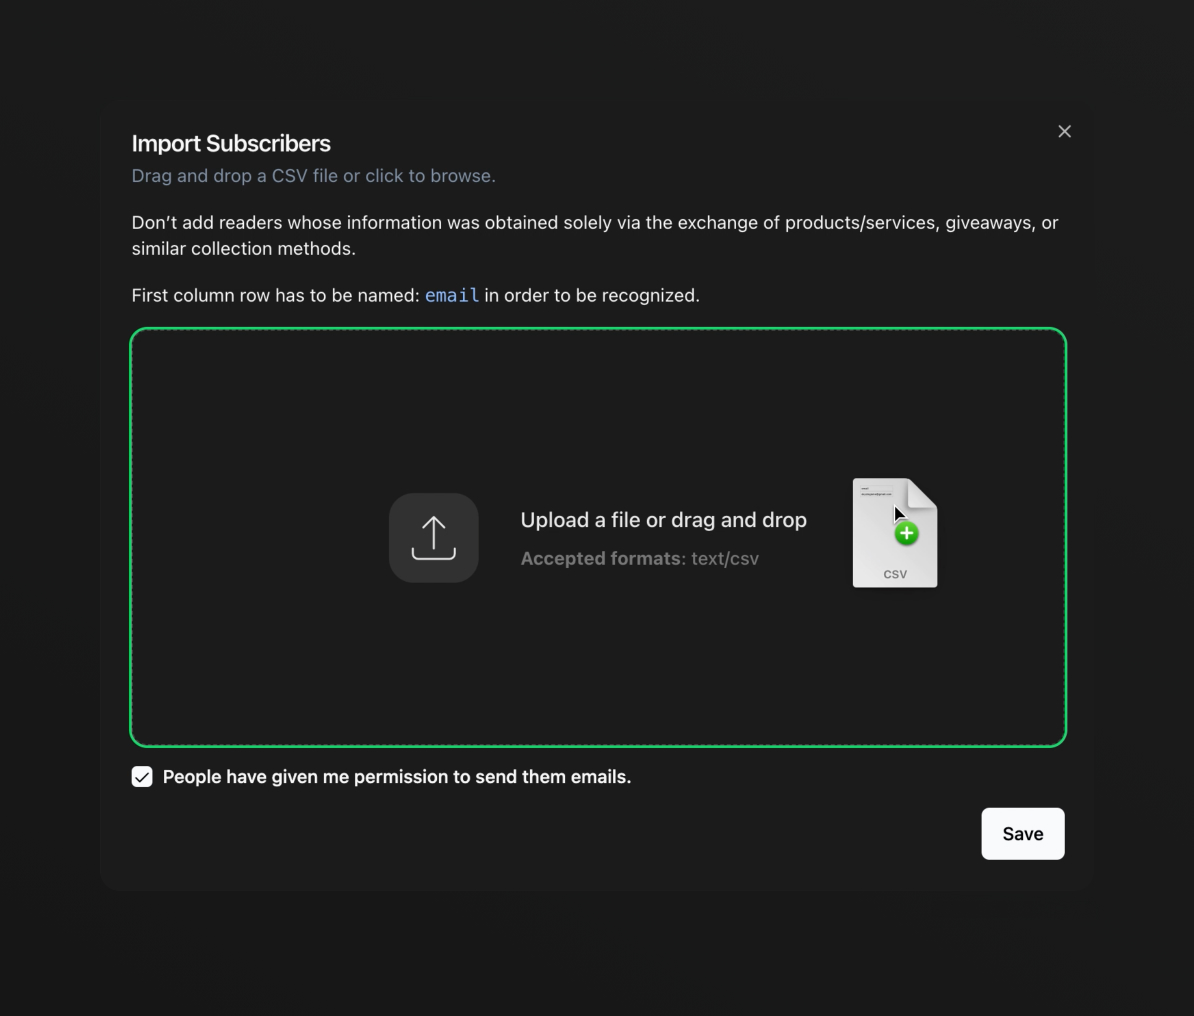 Import Subscribers
Drag and drop a CSV file or click to browse.
Don’t add readers whose information was obtained solely via the exchange of products/services, giveaways, or
similar collection methods.
First column row has to be named: email in order to be recognized.
Upload a file or drag and drop
Accepted formats: text/csv
CSV
People have given me permission to send them emails.
Save